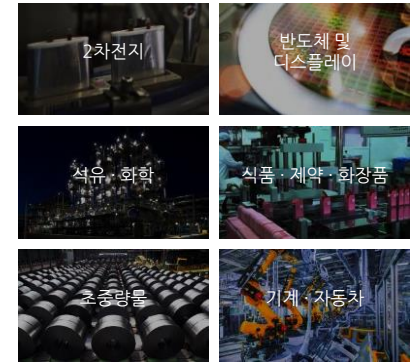 2차전지
반도체 및
디스플레이
석유 · 화학
식품 · 제약 · 화장품
초중량물
기계 · 자동차